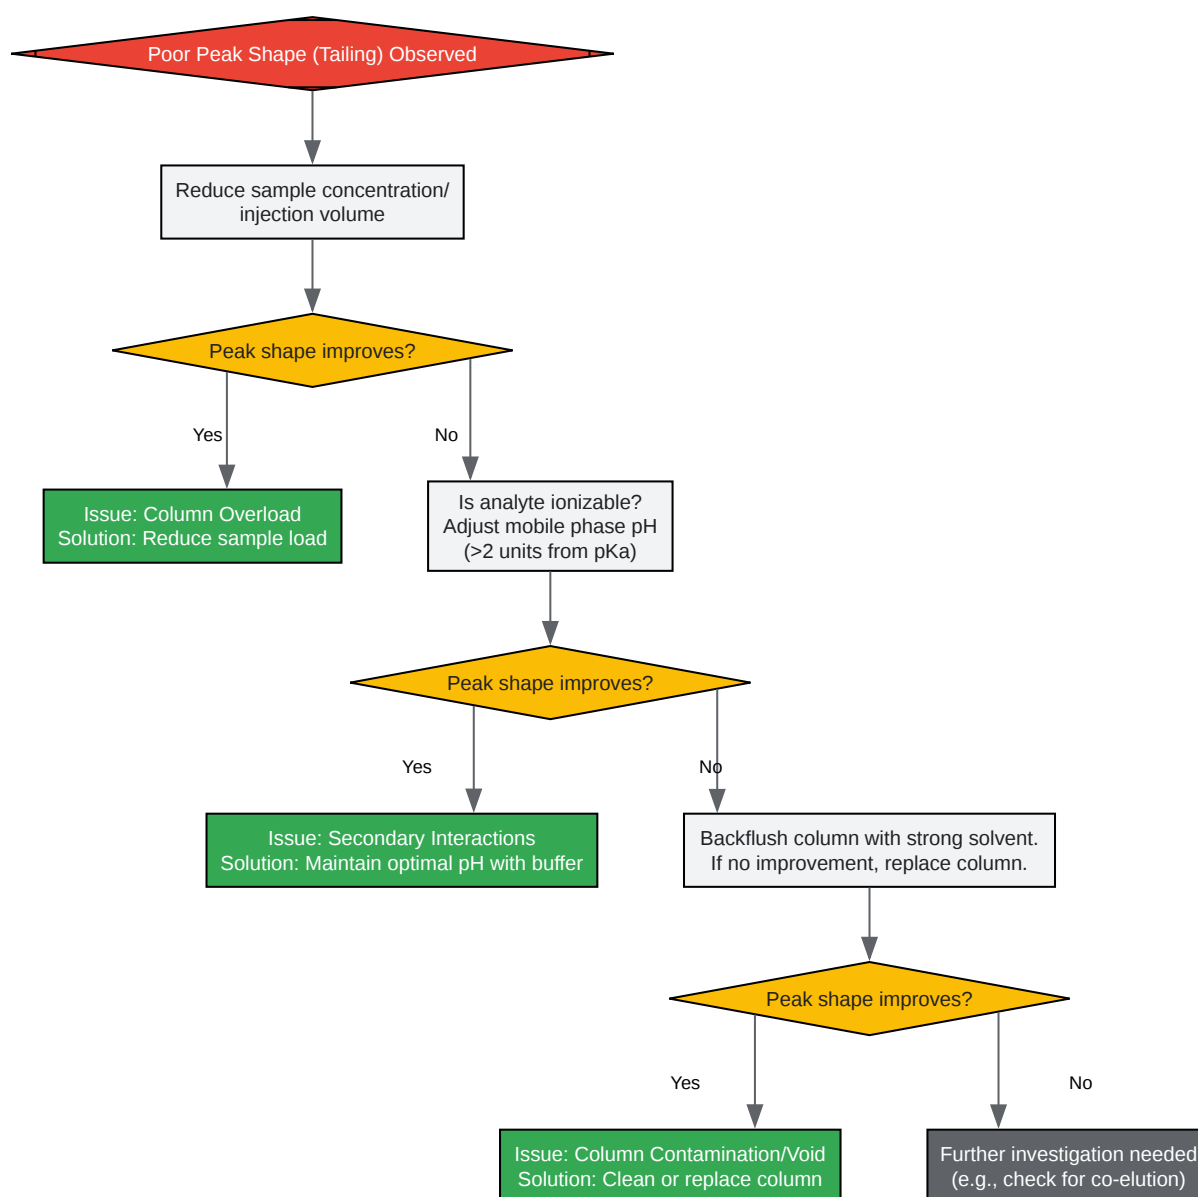 Poor Peak Shape (Tailing) Observed
Reduce sample concentration/
injection volume
Peak shape improves?
Yes
No
Issue: Column Overload
Solution: Reduce sample load
Is analyte ionizable?
Adjust mobile phase pH
(>2 units from pKa)
Peak shape improves?
Yes
No
Issue: Secondary Interactions
Solution: Maintain optimal pH with buffer
Backflush column with strong solvent.
If no improvement, replace column.
Peak shape improves?
Yes
No
Issue: Column Contamination/Void
Solution: Clean or replace column
Further investigation needed
(e.g., check for co-elution)